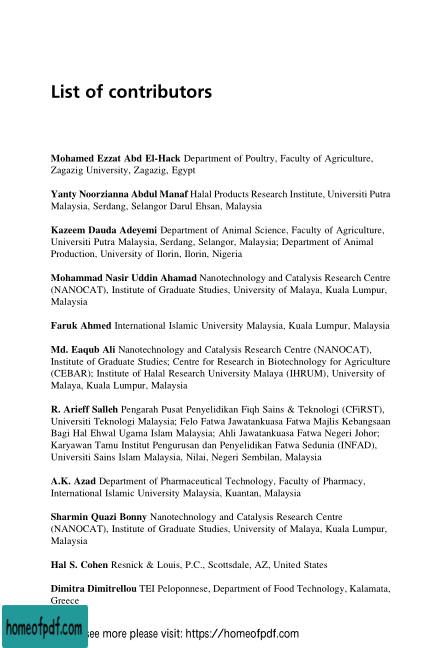 List of contributors
Mohamed Ezzat Abd El-Hack Department of Poultry, Faculty of Agriculture,
Zagazig University, Zagazig, Egypt
Yanty Noorzianna Abdul Manaf Halal Products Research Institute, Universiti Putra
Malaysia, Serdang, Selangor Darul Ehsan, Malaysia
Kazeem Dauda Adeyemi Department of Animal Science, Faculty of Agriculture,
Universiti Putra Malaysia, Serdang, Selangor, Malaysia; Department of Animal
Production, University of Ilorin, Ilorin, Nigeria
Mohammad Nasir Uddin Ahamad Nanotechnology and Catalysis Research Centre
(NANOCAT), Institute of Graduate Studies, University of Malaya, Kuala Lumpur,
Malaysia
Faruk Ahmed International Islamic University Malaysia, Kuala Lumpur, Malaysia
Md. Eaqub Ali Nanotechnology and Catalysis Research Centre (NANOCAT),
Institute of Graduate Studies; Centre for Research in Biotechnology for Agriculture
(CEBAR); Institute of Halal Research University Malaya (IHRUM), University of
Malaya, Kuala Lumpur, Malaysia
R. Arieff Salleh Pengarah Pusat Penyelidikan Fiqh Sains & Teknologi (CFiRST),
Universiti Teknologi Malaysia; Felo Fatwa Jawatankuasa Fatwa Majlis Kebangsaan
Bagi Hal Ehwal Ugama Islam Malaysia; Ahli Jawatankuasa Fatwa Negeri Johor;
Karyawan Tamu Institut Pengurusan dan Penyelidikan Fatwa Sedunia (INFAD),
Universiti Sains Islam Malaysia, Nilai, Negeri Sembilan, Malaysia
A.K. Azad Department of Pharmaceutical Technology, Faculty of Pharmacy,
International Islamic University Malaysia, Kuantan, Malaysia
Sharmin Quazi Bonny Nanotechnology and Catalysis Research Centre
(NANOCAT), Institute of Graduate Studies, University of Malaya, Kuala Lumpur,
Malaysia
Hal S. Cohen Resnick & Louis, P.C., Scottsdale, AZ, United States
Dimitra Dimitrellou TEI Peloponnese, Department of Food Technology, Kalamata,
Greece
homeofpdf.com
see more please visit: https://homeofpdf.com